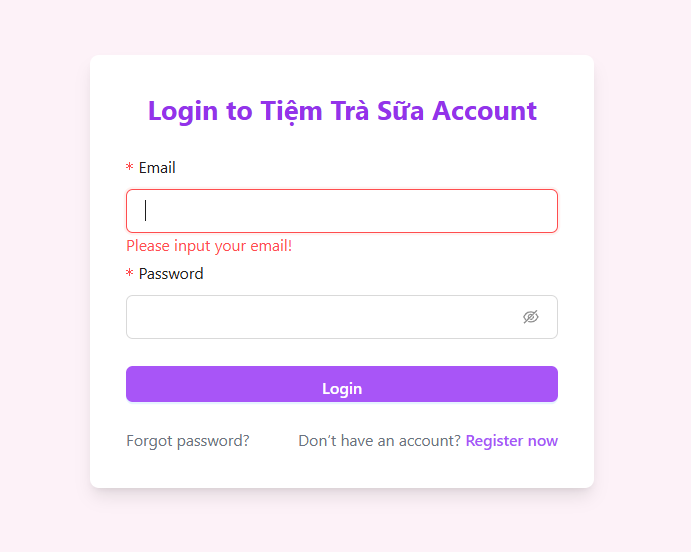 Login to Tiệm Trà Sữa Account
* Email
Please input your email!
* Password
Login
Forgot password? Don't have an account? Register now